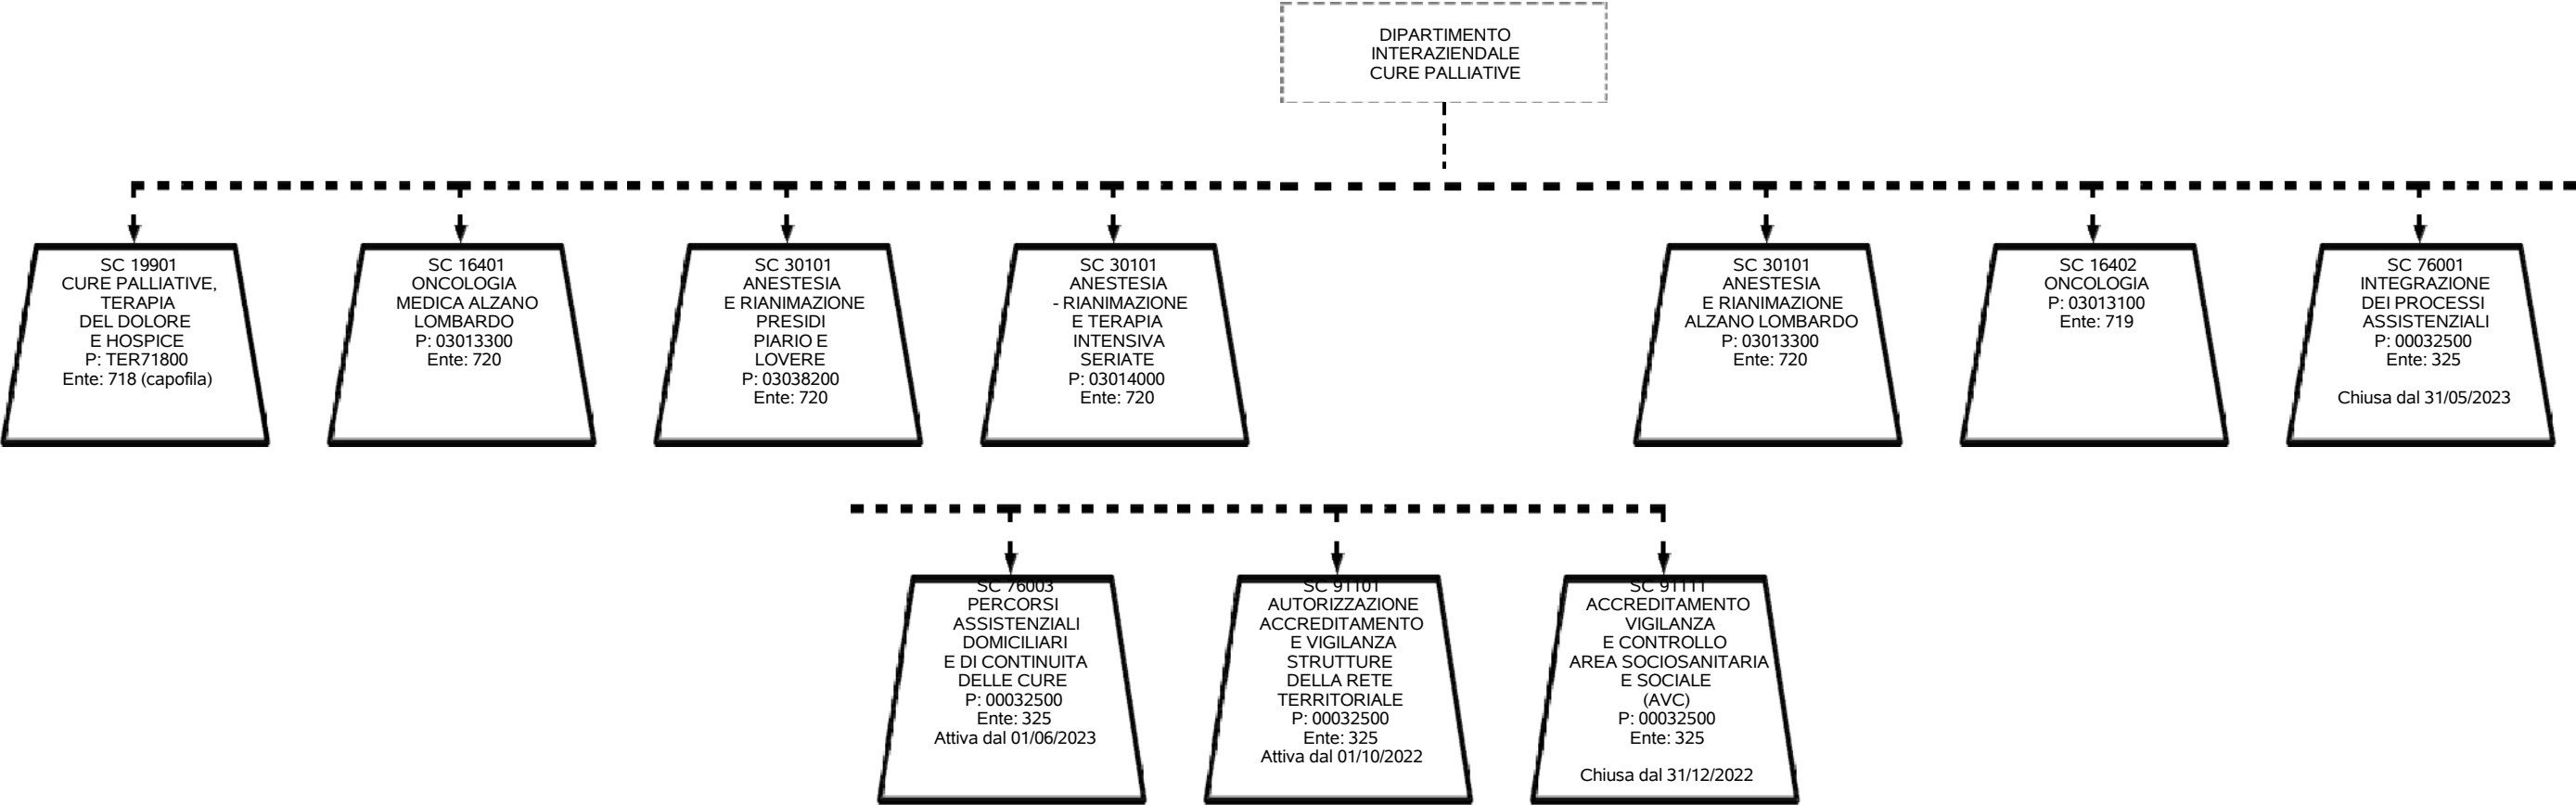 DIPARTIMENTO
INTERAZIENDALE
CURE PALLIATIVE
SC 19901
CURE PALLIATIVE,
TERAPIA
DEL DOLORE
E HOSPICE
P: TER71800
Ente: 718 (capofila)
SC 16401
ONCOLOGIA
MEDICA ALZANO
LOMBARDO
P: 03013300
Ente: 720
SC 30101
ANESTESIA
E RIANIMAZIONE
PRESIDI
PIARIO E
LOVERE
P: 03038200
Ente: 720
SC 30101
ANESTESIA
- RIANIMAZIONE
E TERAPIA
INTENSIVA
SERIATE
P: 03014000
Ente: 720
SC 30101
ANESTESIA
E RIANIMAZIONE
ALZANO LOMBARDO
P: 03013300
Ente: 720
SC 16402
ONCOLOGIA
P: 03013100
Ente: 719
SC 76001
INTEGRAZIONE
DEI PROCESSI
ASSISTENZIALI
P: 00032500
Ente: 325
Chiusa dal 31/05/2023
SC 76003
PERCORSI
ASSISTENZIALI
DOMICILIARI
E DI CONTINUITA
DELLE CURE
P: 00032500
Ente: 325
Attiva dal 01/06/2023
SC 91101
AUTORIZZAZIONE
ACCREDITAMENTO
E VIGILANZA
STRUTTURE
DELLA RETE
TERRITORIALE
P: 00032500
Ente: 325
Attiva dal 01/10/2022
SC 91111
ACCREDITAMENTO
VIGILANZA
E CONTROLLO
AREA SOCIOSANITARIA
E SOCIALE
(AVC)
P: 00032500
Ente: 325
Chiusa dal 31/12/2022